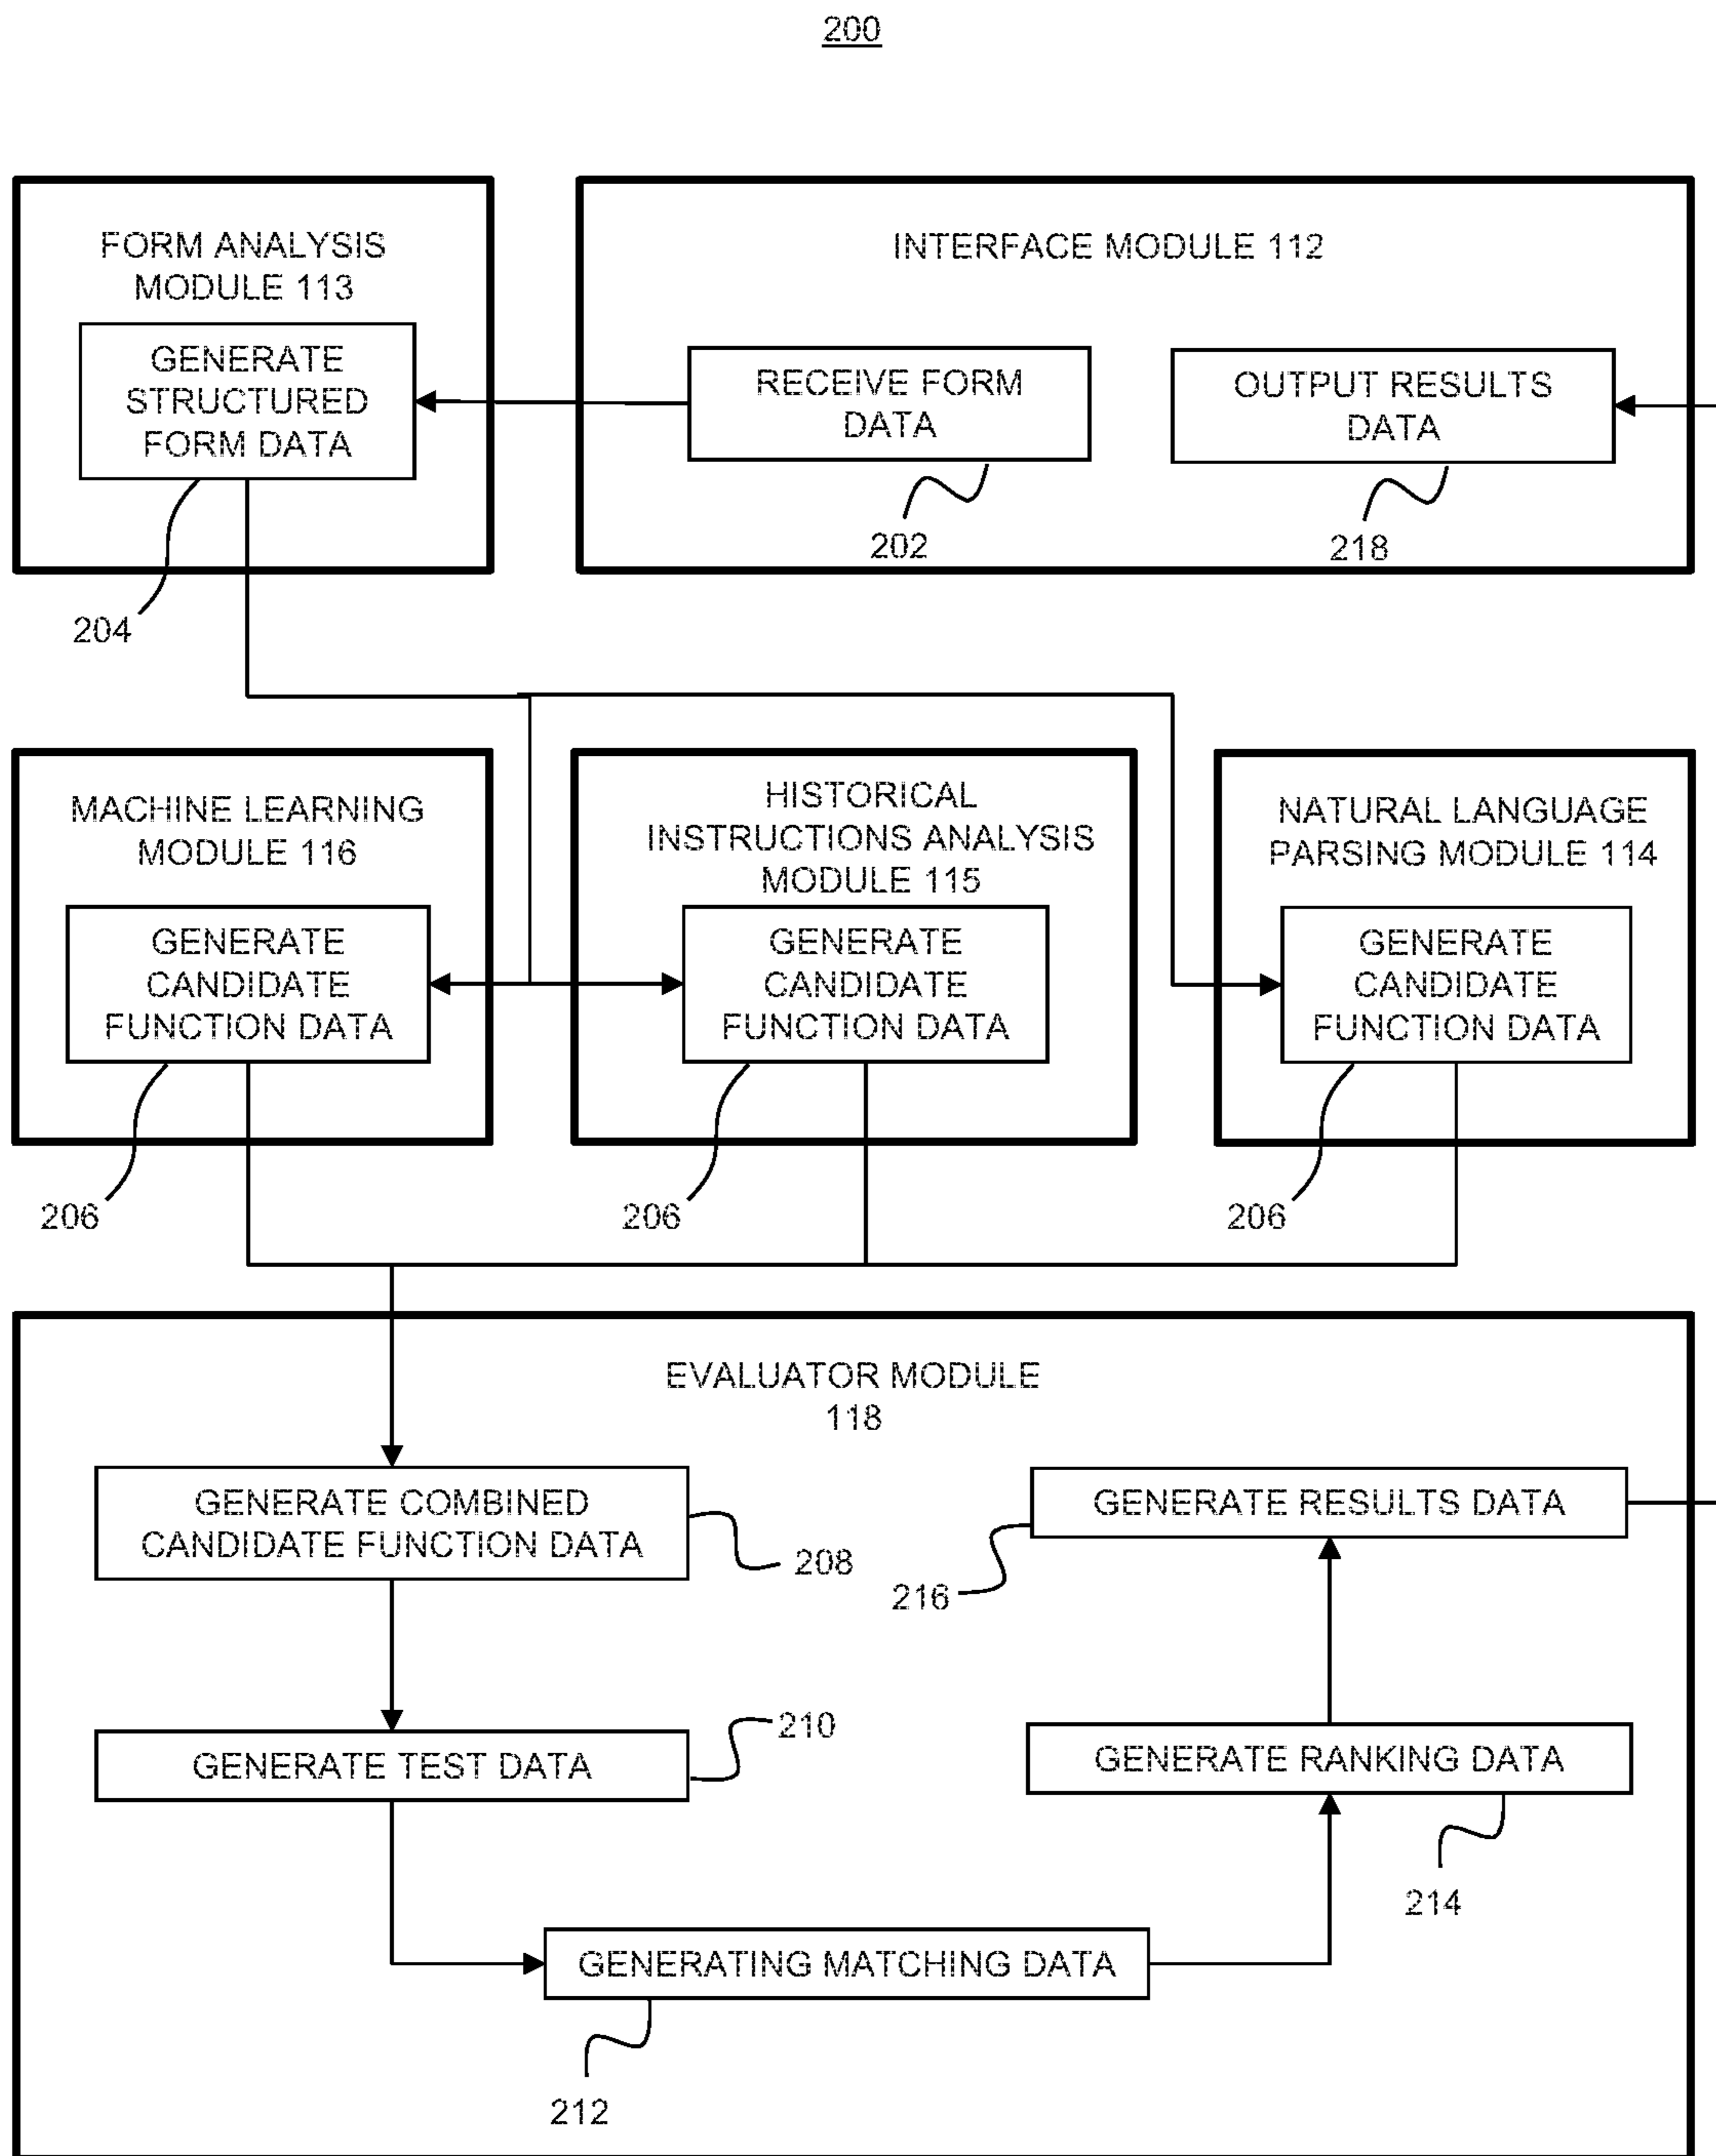 200
FORM ANALYSIS
MODULE 113
GENERATE
STRUCTURED
FORM DATA
204
INTERFACE MODULE 112
RECEIVE FORM
DATA
202
OUTPUT RESULTS
DATA
218
MACHINE LEARNING
MODULE 116
GENERATE
CANDIDATE
FUNCTION DATA
206
HISTORICAL
INSTRUCTIONS ANALYSIS
MODULE 115
GENERATE
CANDIDATE
FUNCTION DATA
206
NATURAL LANGUAGE
PARSING MODULE 114
GENERATE
CANDIDATE
FUNCTION DATA
206
EVALUATOR MODULE
118
GENERATE COMBINED
CANDIDATE FUNCTION DATA
208
GENERATE TEST DATA
210
GENERATING MATCHING DATA
212
GENERATE RANKING DATA
214
GENERATE RESULTS DATA
216